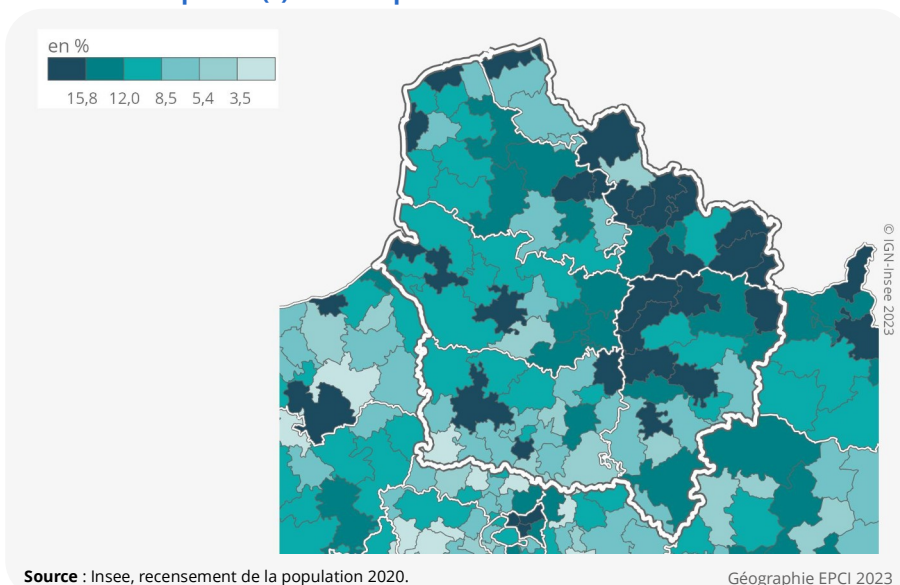 en %
15,8 12,0 8,5 5,4 3,5
© IGN-Insee 2023
Source : Insee, recensement de la population 2020.
Géographie EPCI 2023